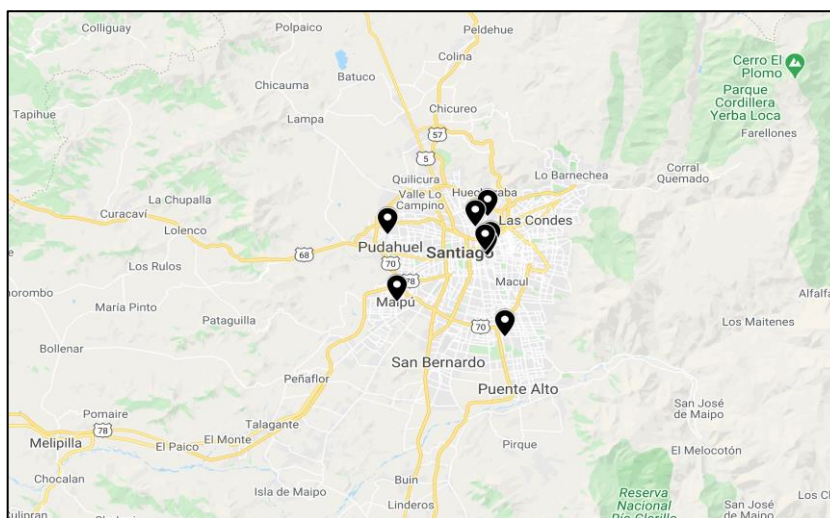 Colliguay
Polpaico
Peldehue
Colina
Cerro El
Plomo
Batuco
Chicauma
Parque
Cordillera
Yerba Loca
Tapihue
Chicureo
Lampa
57
Farellones
5
Lo Barnechea
Corral
Quemado
Quilicura
Valle Lo
Campino
La Chupalla
Curacaví
Las Condes
Lolenco
Pudahuel
Santiago
68
Los Rulos
70
Macul
78
María Pinto
Maipú
Pataguilla
70
Los Maitenes
Bollenar
San Bernardo
Peñaflor
Puente Alto
San José
de Maipo
Pomaire
Talagante
78
El Monte
Melipilla
El Paico
Pirque
El Melocotón
Chocalan
Buin
Isla de Maipo
Linderos
Reserva
Nacional
San José
de Maipo